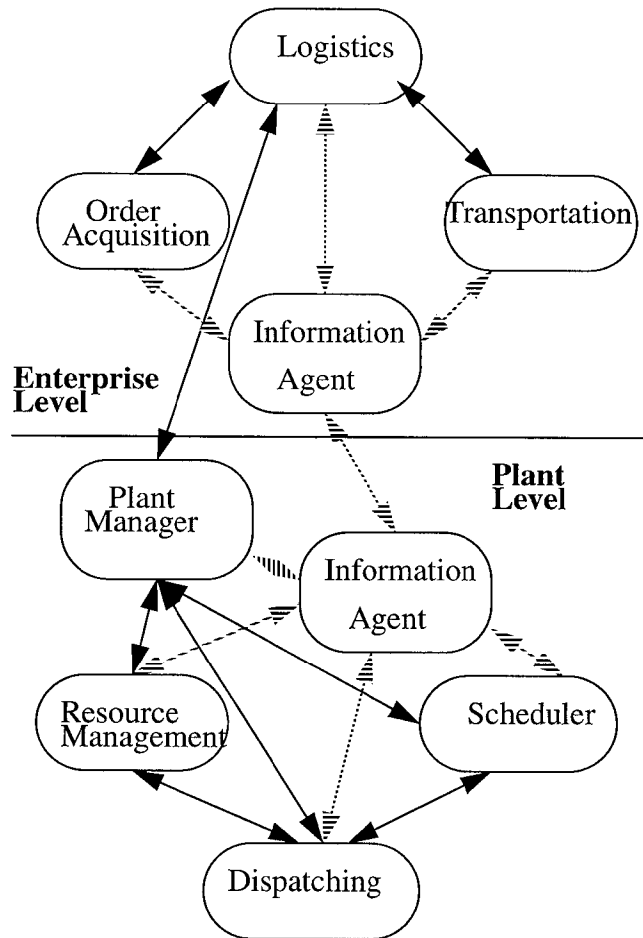 Logistics
Order
Acquisition
Transportation
Information
Agent
Enterprise
Level
Plant
Level
Plant
Manager
Information
Agent
Resource
Management
Scheduler
Dispatching